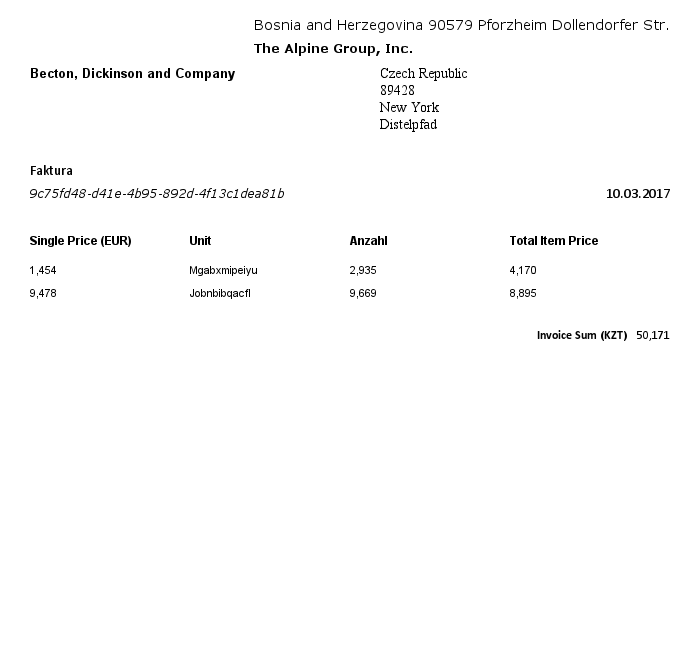 Bosnia and Herzegovina 90579 Pforzheim Dollendorfer Str.
The Alpine Group, Inc.
Becton, Dickinson and Company
Czech Republic
89428
New York
Distelpfad
Faktura
9c75fd48-d41e-4b95-892d-4f13c1dea81b 10.03.2017
Single Price (EUR) Unit Anzahl Total Item Price
1,454 Mgabxmipeiyu 2,935 4,170
9,478 Jobnbibqacfl 9,669 8,895
Invoice Sum (KZT) 50,171